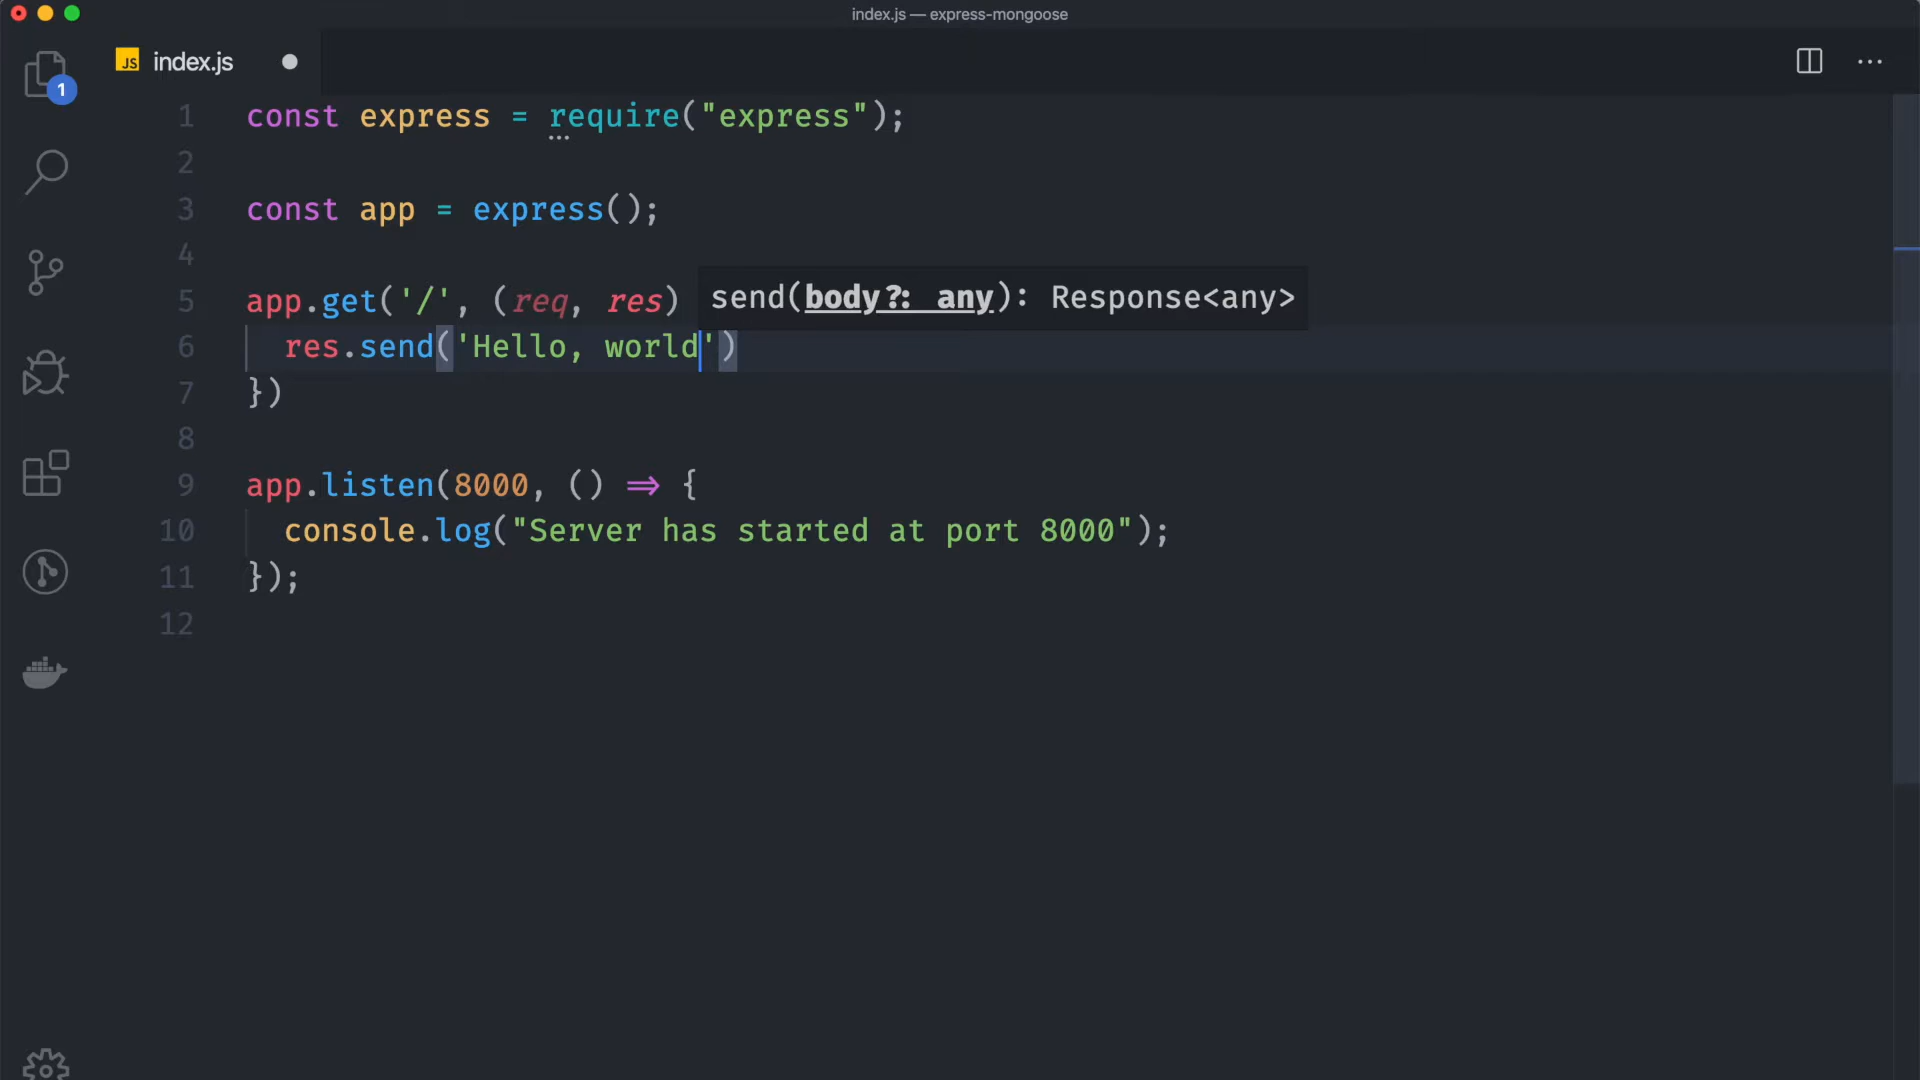 index.js — express-mongoose
JS index.js
1
1 const express = require("express");
2
3 const app = express();
4
5 app.get('/', (req, res)
send(body?: any): Response<any>
6 res.send('Hello, world')
7 })
8
9 app.listen(8000, () => {
10 console.log("Server has started at port 8000");
11 });
12